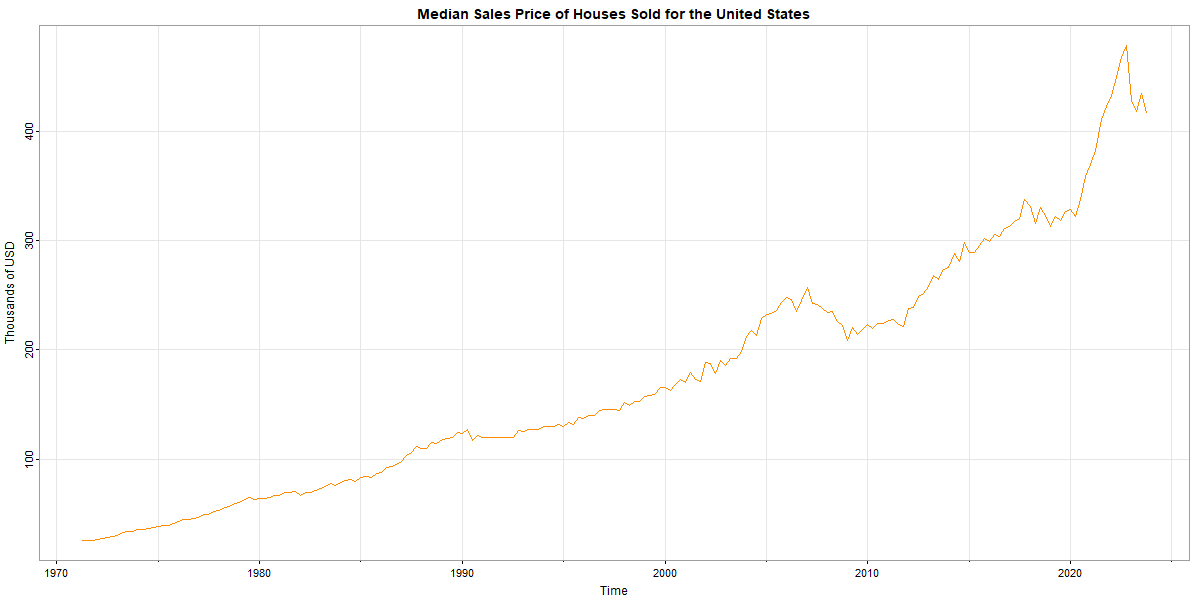 Median Sales Price of Houses Sold for the United States
Thousands of USD
400
300
200
100
1970 1980 1990 2000 2010 2020
Time